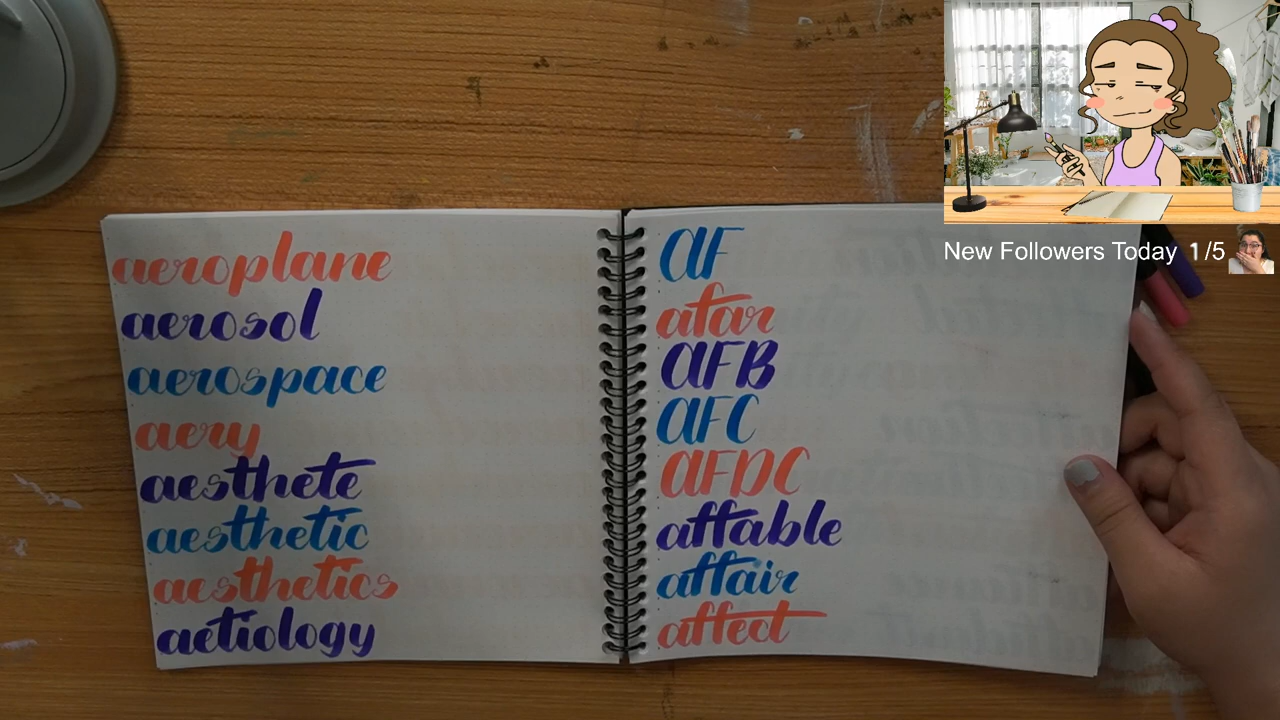 aeroplane
aerosol
aerospace
aery
aesthete
aesthetic
aesthetics
aetiology
AF
afar
AFB
AFC
AFDC
affable
affair
affect
New Followers Today 1/5